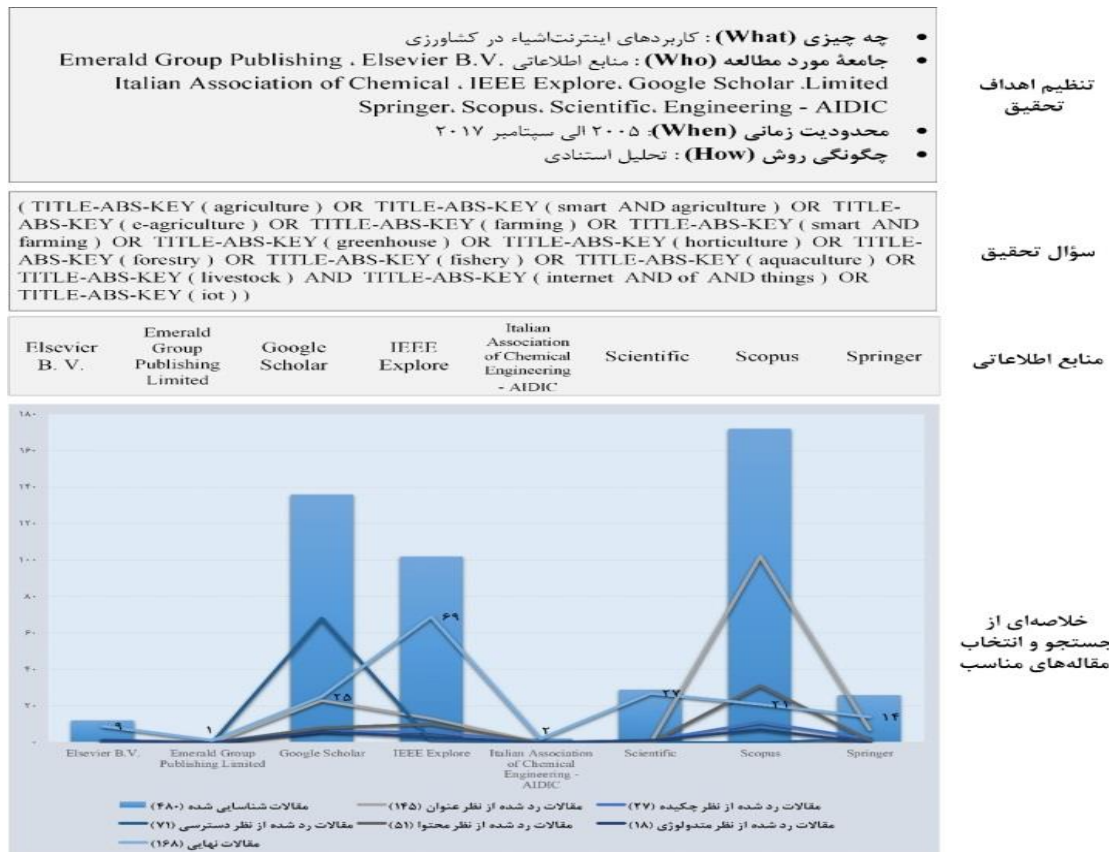 • چه چیزی (What) : کاربردهای اینترنت‌اشیاء در کشاورزی
• جامعۀ مورد مطالعه (Who) : منابع اطلاعاتی Emerald Group Publishing ، Elsevier B.V.
Italian Association of Chemical ، IEEE Explore، Google Scholar .Limited
Springer، Scopus، Scientific، Engineering - AIDIC
• محدودیت زمانی (When): ۲۰۰۵ الی سپتامبر ۲۰۱۷
• چگونگی روش (How) : تحلیل استنادی
تنظیم اهداف
تحقیق
( TITLE-ABS-KEY ( agriculture ) OR TITLE-ABS-KEY ( smart AND agriculture ) OR TITLE-
ABS-KEY ( e-agriculture ) OR TITLE-ABS-KEY ( farming ) OR TITLE-ABS-KEY ( smart AND
farming ) OR TITLE-ABS-KEY ( greenhouse ) OR TITLE-ABS-KEY ( horticulture ) OR TITLE-
ABS-KEY ( forestry ) OR TITLE-ABS-KEY ( fishery ) OR TITLE-ABS-KEY ( aquaculture ) OR
TITLE-ABS-KEY ( livestock ) AND TITLE-ABS-KEY ( internet AND of AND things ) OR
TITLE-ABS-KEY ( iot ) )
سؤال تحقیق
Elsevier
B. V.
Emerald
Group
Publishing
Limited
Google
Scholar
IEEE
Explore
Italian
Association
of Chemical
Engineering
- AIDIC
Scientific
Scopus
Springer
منابع اطلاعاتی
۱۸۰
۱۶۰
۱۴۰
۱۲۰
۱۰۰
۸۰
۶۰
۴۰
۲۰
۰
۹
۱
۲۵
۶۹
۲
۲۷
۲۱
۱۴
Elsevier B.V.
Emerald Group
Publishing Limited
Google Scholar
IEEE Explore
Italian Association
of Chemical
Engineering -
AIDIC
Scientific
Scopus
Springer
مقالات شناسایی شده (۴۸۰)
مقالات رد شده از نظر عنوان (۱۴۵)
مقالات رد شده از نظر چکیده (۲۷)
مقالات رد شده از نظر دسترسی (۷۱)
مقالات رد شده از نظر محتوا (۵۱)
مقالات رد شده از نظر متدولوژی (۱۸)
مقالات نهایی (۱۶۸)
خلاصه‌ای از
جستجو و انتخاب
مقاله‌های مناسب